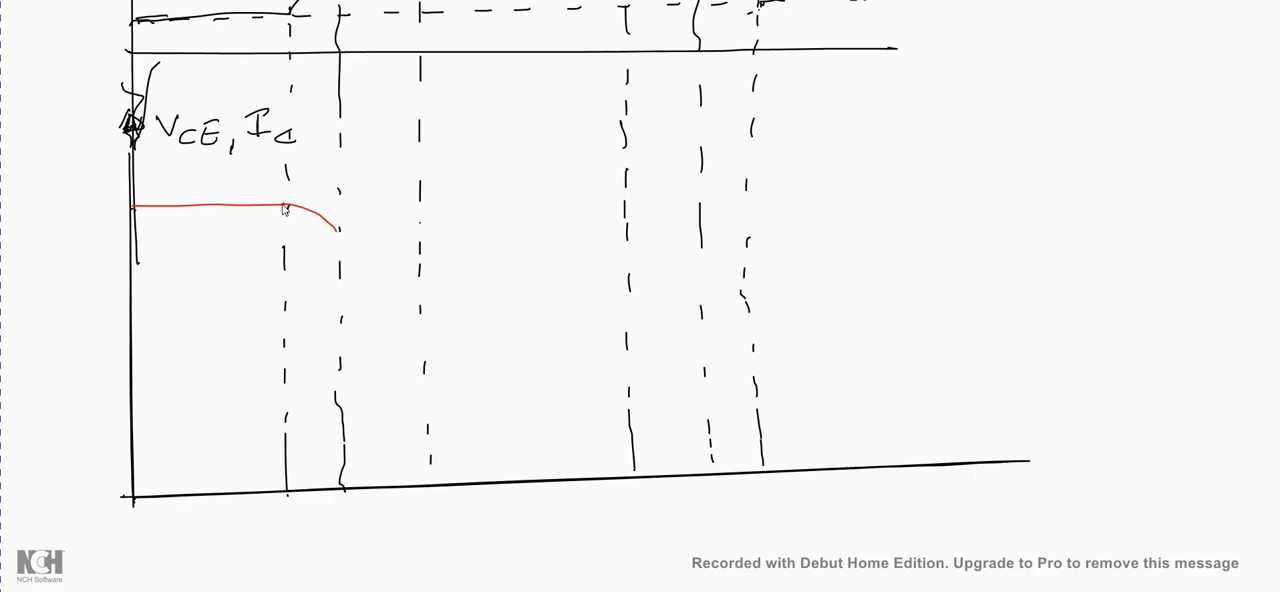 VCE, IC
NCH
NCH Software
Recorded with Debut Home Edition. Upgrade to Pro to remove this message